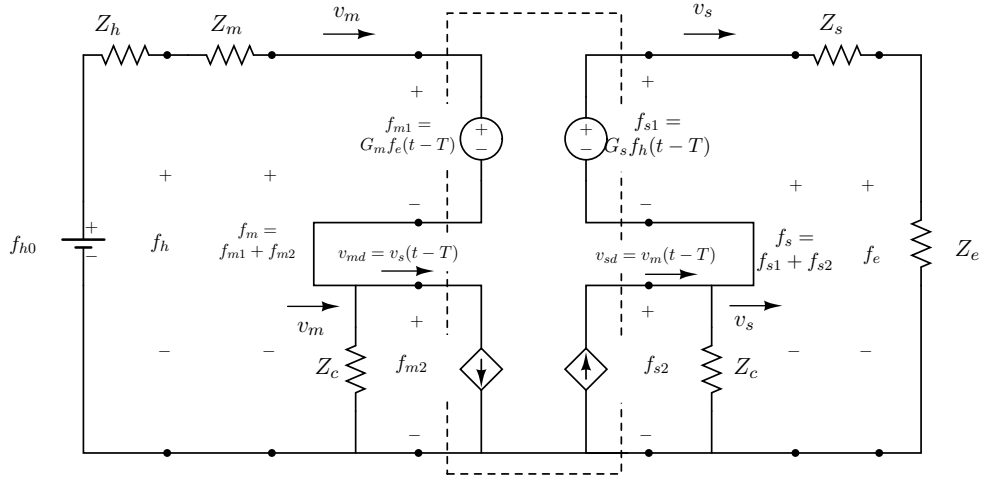 Z_h
Z_m
v_m
v_s
Z_s
+
+
f_{m1} =
G_m f_e(t − T)
+
−
+
−
f_{s1} =
G_s f_h(t − T)
+
+
+
+
−
−
f_{h0}
+
−
f_h
f_m =
f_{m1} + f_{m2}
v_{md} = v_s(t − T)
v_{sd} = v_m(t − T)
f_s =
f_{s1} + f_{s2}
f_e
Z_e
v_m
+
+
v_s
−
−
Z_c
f_{m2}
f_{s2}
Z_c
−
−
−
−